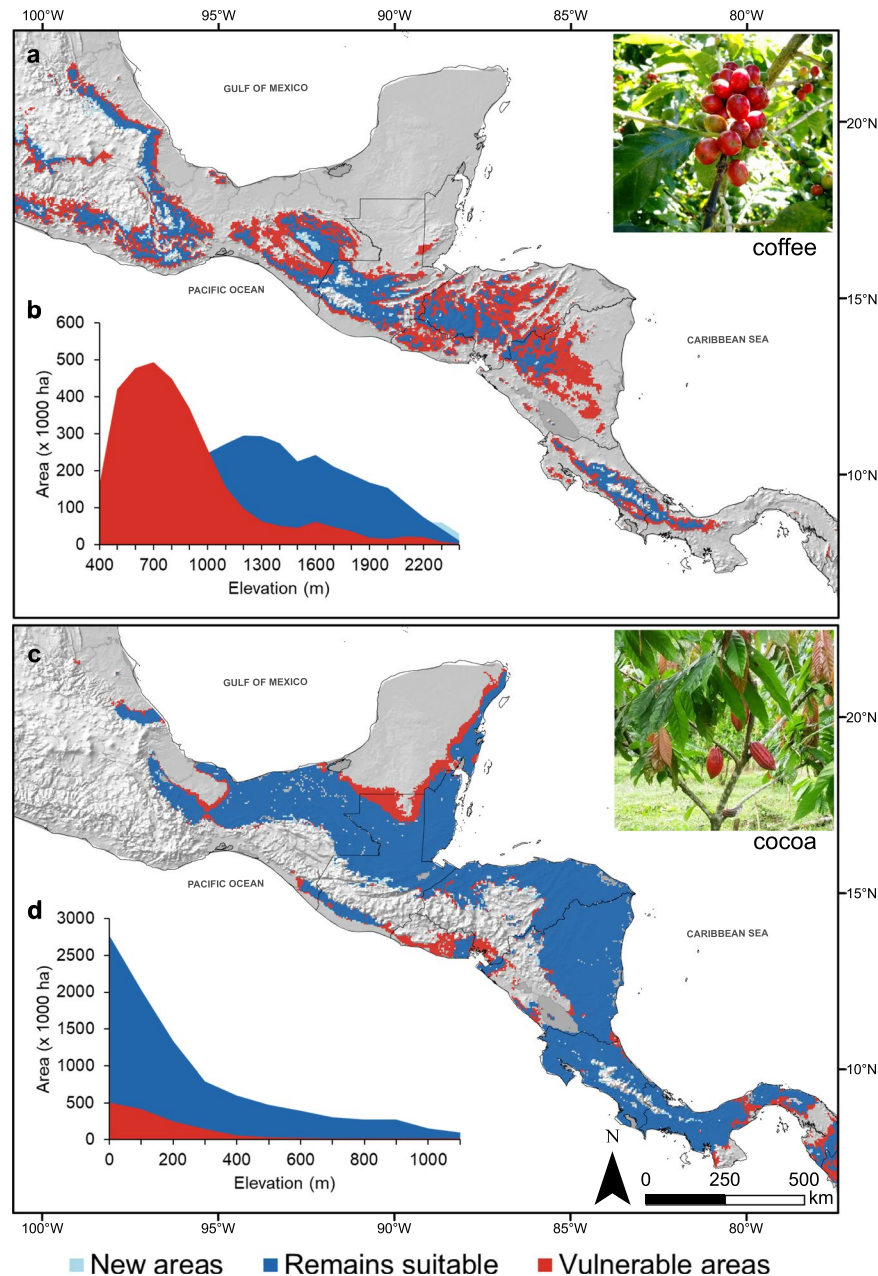 100°W 95°W 90°W 85°W 80°W
a
GULF OF MEXICO
20°N
coffee
PACIFIC OCEAN
15°N
b
CARIBBEAN SEA
600
500
400
300
200
100
0
Area (x 1000 ha)
10°N
400 700 1000 1300 1600 1900 2200
Elevation (m)
c
GULF OF MEXICO
20°N
cocoa
PACIFIC OCEAN
15°N
d
CARIBBEAN SEA
3000
2500
2000
1500
1000
500
0
Area (x 1000 ha)
10°N
0 200 400 600 800 1000
Elevation (m)
N
0 250 500
km
100°W 95°W 90°W 85°W 80°W
New areas Remains suitable Vulnerable areas